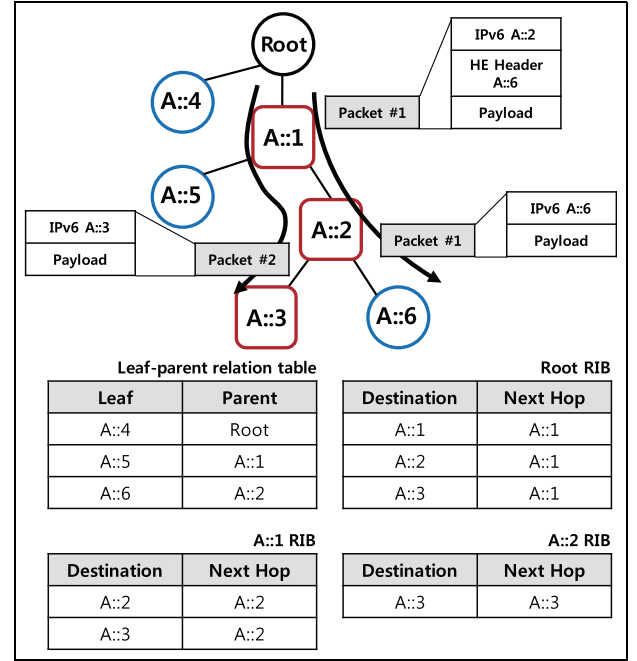 Root
IPv6 A::2
HE Header
A::6
Payload
A::4
Packet #1
A::1
A::5
IPv6 A::6
Payload
IPv6 A::3
Payload
A::2
Packet #1
Packet #2
A::3
A::6
Leaf-parent relation table
Leaf Parent
A::4 Root
A::5 A::1
A::6 A::2
Root RIB
Destination Next Hop
A::1 A::1
A::2 A::1
A::3 A::1
A::1 RIB
Destination Next Hop
A::2 A::2
A::3 A::2
A::2 RIB
Destination Next Hop
A::3 A::3